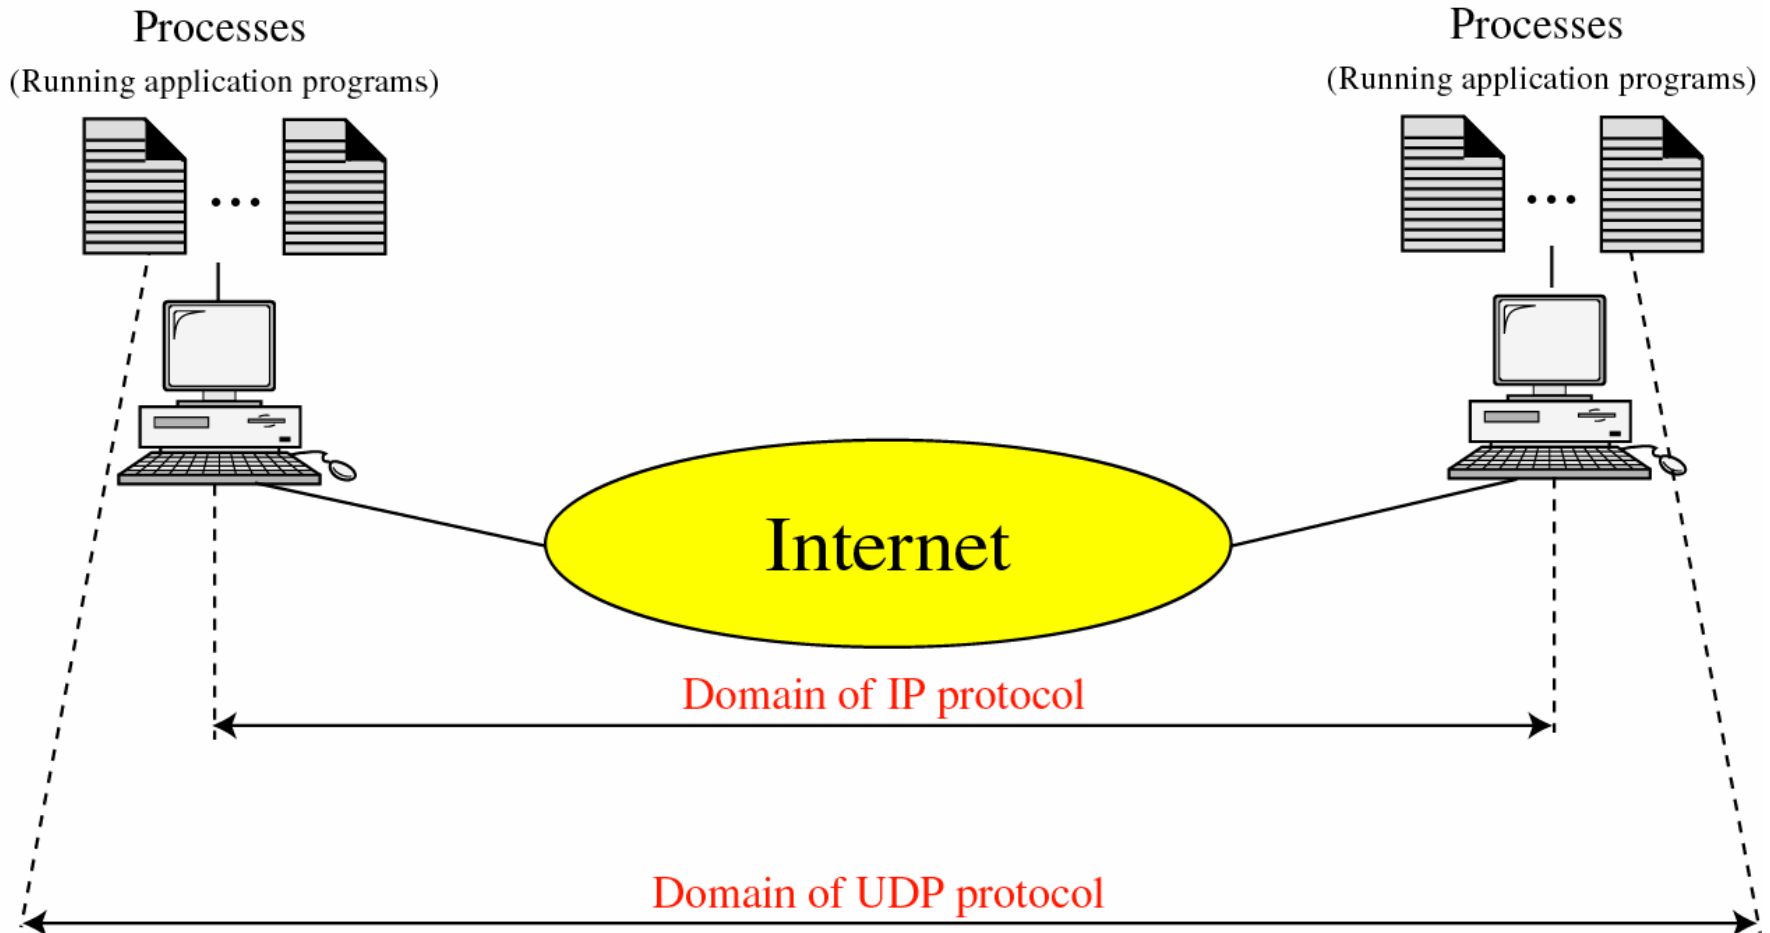 Processes
(Running application programs)
Processes
(Running application programs)
Internet
Domain of IP protocol
Domain of UDP protocol